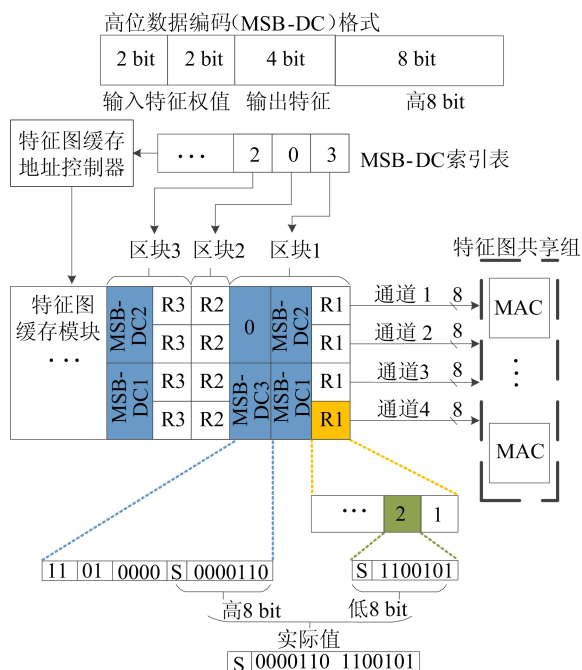 高位数据编码(MSB-DC)格式
2 bit 2 bit 4 bit 8 bit
输入特征权值 输出特征 高8 bit
特征图缓存
地址控制器
··· 2 0 3 MSB-DC索引表
区块3 区块2 区块1 特征图共享组
特征图
缓存模块
···
MSB-DC2 R3 R2 0 MSB-DC2 R1 通道 1 8 MAC
R3 R2 R1 通道 2 8
MSB-DC1 R3 R2 MSB-DC3 MSB-DC1 R1 通道3 8 ⋮
R3 R2 R1 通道4 8 MAC
··· 2 1
11 01 0000 S 0000110 S 1100101
高8 bit 低8 bit
实际值
S 0000110 1100101